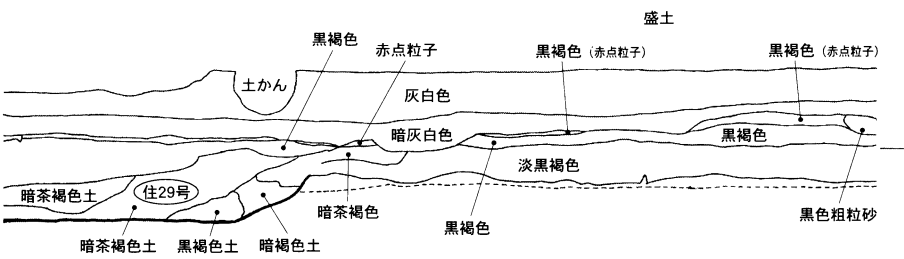 盛土
黒褐色
赤点粒子
黒褐色（赤点粒子）
黒褐色（赤点粒子）
土かん
灰白色
暗灰白色
黒褐色
淡黒褐色
暗茶褐色土
住29号
暗茶褐色
黒色粗粒砂
黒褐色
暗茶褐色土
黒褐色土
暗褐色土